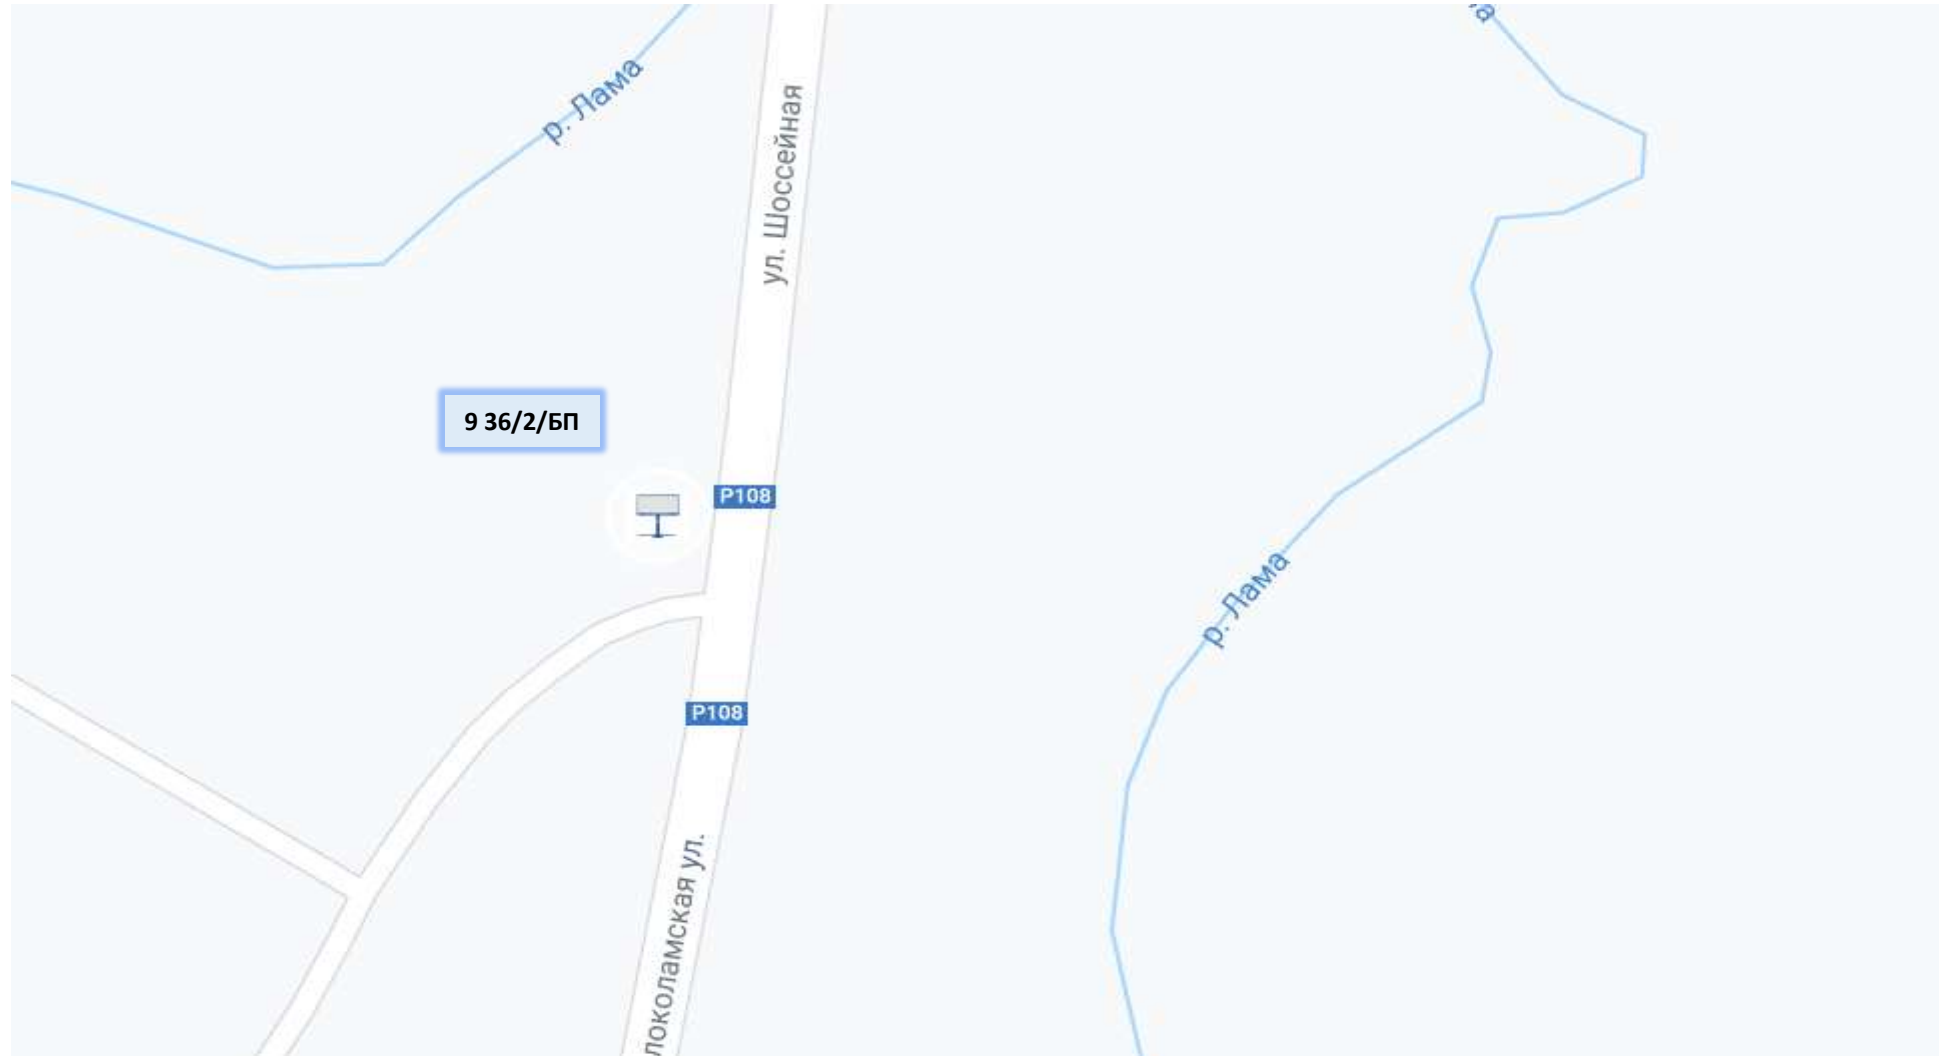 р. Лама
ул. Шоссейная
9 36/2/БП
Р108
р. Лама
Р108
локоламская ул.